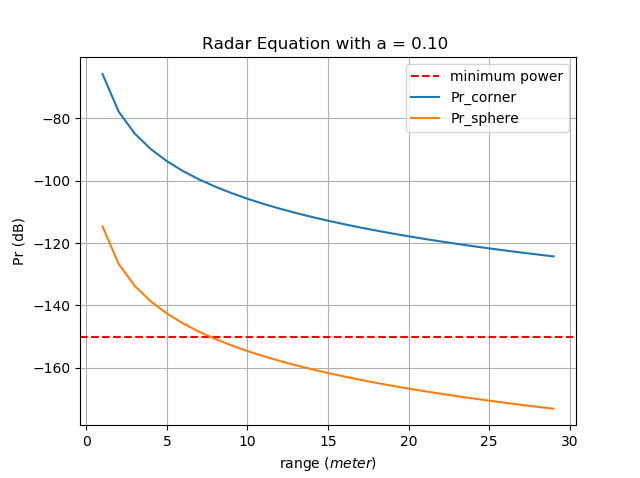 Radar Equation with a = 0.10
minimum power
Pr_corner
Pr_sphere
Pr (dB)
−80
−100
−120
−140
−160
0 5 10 15 20 25 30
range (meter)